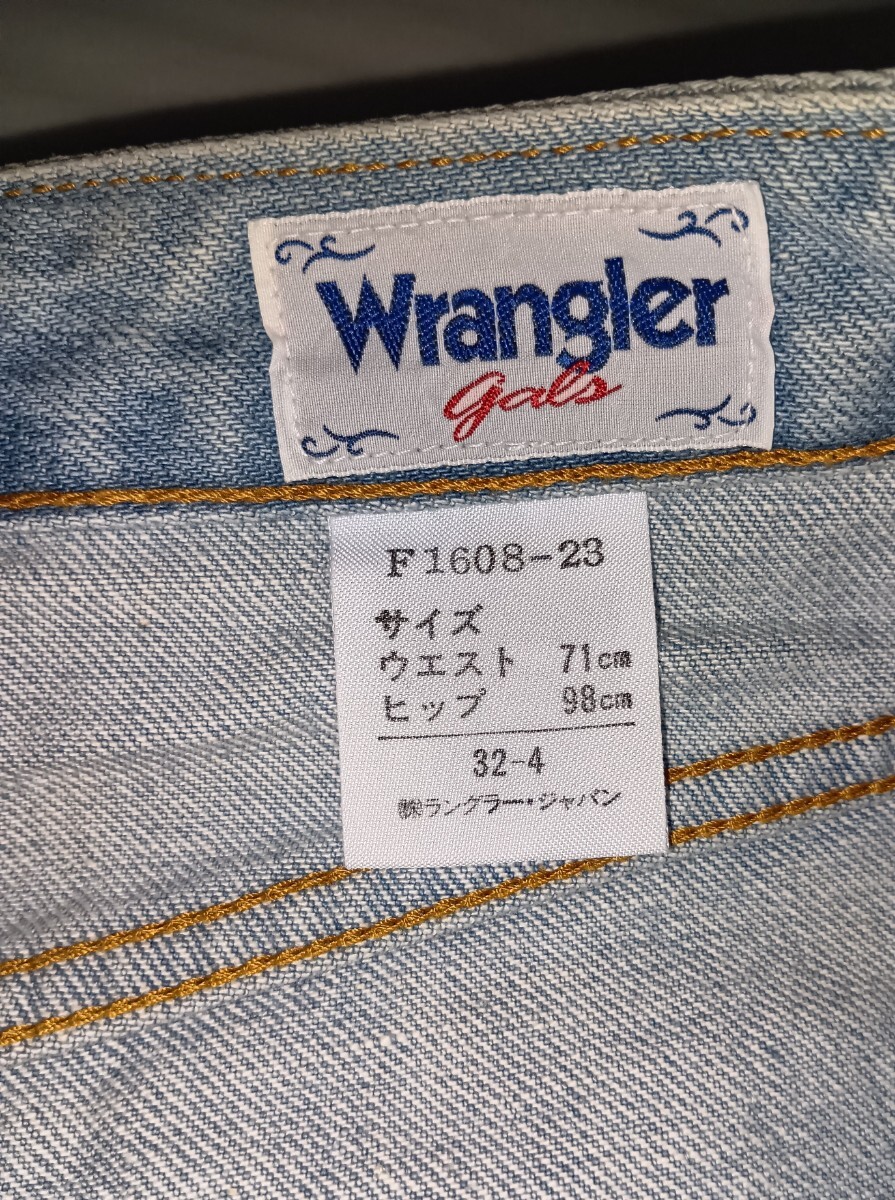 Wrangler
gals
F1608-23
サイズ
ウエスト 71cm
ヒップ 98cm
32-4
㈱ラングラー・ジャパン